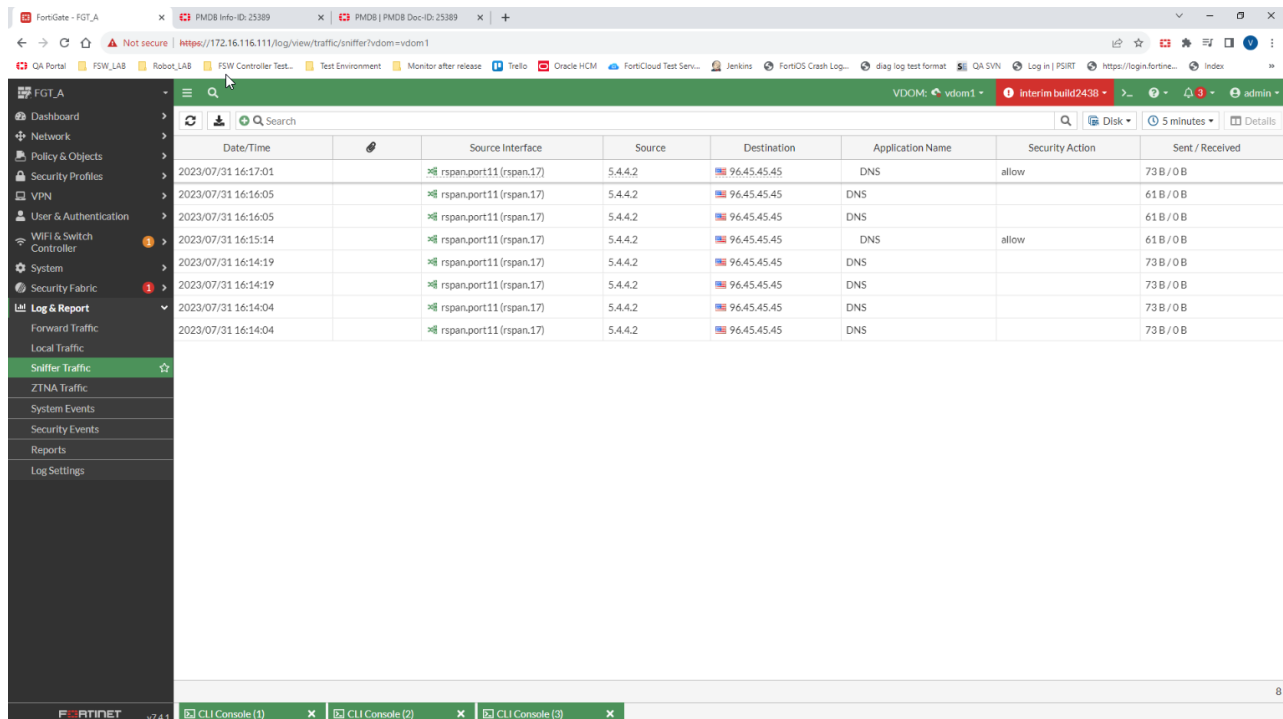 FortiGate - FGT_A
PMDB Info-ID: 25389
PMDB | PMDB Doc-ID: 25389
Not secure
https://172.16.116.111/log/view/traffic/sniffer?vdom=vdom1
QA Portal FSW_LAB Robot_LAB FSW Controller Test... Test Environment Monitor after release Trello Oracle HCM FortiCloud Test Serv... Jenkins FortiOS Crash Log... diag log test format QA SVN Log in | PSIRT https://login.fortine... Index »
FGT_A
VDOM: vdom1 interim build2438 >_ 3 admin
Dashboard
Network
Policy & Objects
Security Profiles
VPN
User & Authentication
WiFi & Switch
Controller 1
System
Security Fabric 1
Log & Report
Forward Traffic
Local Traffic
Sniffer Traffic
ZTNA Traffic
System Events
Security Events
Reports
Log Settings
FORTINET v7.4.1
Search Disk 5 minutes Details
Date/Time Source Interface Source Destination Application Name Security Action Sent / Received
2023/07/31 16:17:01 rspan.port11 (rspan.17) 5.4.4.2 96.45.45.45 DNS allow 73 B / 0 B
2023/07/31 16:16:05 rspan.port11 (rspan.17) 5.4.4.2 96.45.45.45 DNS 61 B / 0 B
2023/07/31 16:16:05 rspan.port11 (rspan.17) 5.4.4.2 96.45.45.45 DNS 61 B / 0 B
2023/07/31 16:15:14 rspan.port11 (rspan.17) 5.4.4.2 96.45.45.45 DNS allow 61 B / 0 B
2023/07/31 16:14:19 rspan.port11 (rspan.17) 5.4.4.2 96.45.45.45 DNS 73 B / 0 B
2023/07/31 16:14:19 rspan.port11 (rspan.17) 5.4.4.2 96.45.45.45 DNS 73 B / 0 B
2023/07/31 16:14:04 rspan.port11 (rspan.17) 5.4.4.2 96.45.45.45 DNS 73 B / 0 B
2023/07/31 16:14:04 rspan.port11 (rspan.17) 5.4.4.2 96.45.45.45 DNS 73 B / 0 B
8
CLI Console (1) CLI Console (2) CLI Console (3)